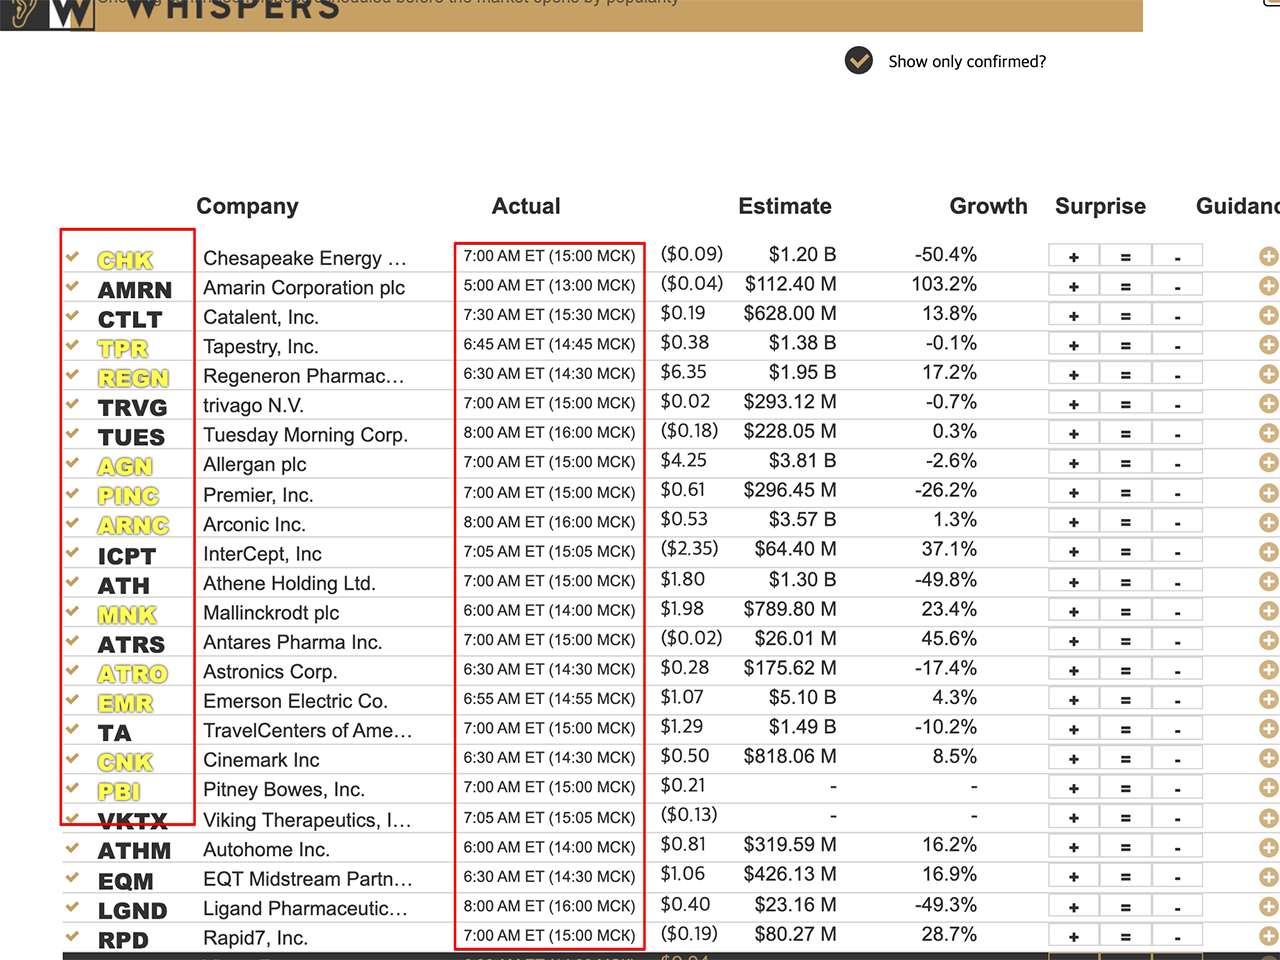 W WHISPERS
Show only confirmed?
Company Actual Estimate Growth Surprise
CHK Chesapeake Energy ... 7:00 AM ET (15:00 MCK) ($0.09) $1.20 B -50.4% + = -
AMRN Amarin Corporation plc 5:00 AM ET (13:00 MCK) ($0.04) $112.40 M 103.2% + = -
CTLT Catalent, Inc. 7:30 AM ET (15:30 MCK) $0.19 $628.00 M 13.8% + = -
TPR Tapestry, Inc. 6:45 AM ET (14:45 MCK) $0.38 $1.38 B -0.1% + = -
REGN Regeneron Pharmac... 6:30 AM ET (14:30 MCK) $6.35 $1.95 B 17.2% + = -
TRVG trivago N.V. 7:00 AM ET (15:00 MCK) $0.02 $293.12 M -0.7% + = -
TUES Tuesday Morning Corp. 8:00 AM ET (16:00 MCK) ($0.18) $228.05 M 0.3% + = -
AGN Allergan plc 7:00 AM ET (15:00 MCK) $4.25 $3.81 B -2.6% + = -
PINC Premier, Inc. 7:00 AM ET (15:00 MCK) $0.61 $296.45 M -26.2% + = -
ARNC Arconic Inc. 8:00 AM ET (16:00 MCK) $0.53 $3.57 B 1.3% + = -
ICPT InterCept, Inc 7:05 AM ET (15:05 MCK) ($2.35) $64.40 M 37.1% + = -
ATH Athene Holding Ltd. 7:00 AM ET (15:00 MCK) $1.80 $1.30 B -49.8% + = -
MNK Mallinckrodt plc 6:00 AM ET (14:00 MCK) $1.98 $789.80 M 23.4% + = -
ATRS Antares Pharma Inc. 7:00 AM ET (15:00 MCK) ($0.02) $26.01 M 45.6% + = -
ATRO Astronics Corp. 6:30 AM ET (14:30 MCK) $0.28 $175.62 M -17.4% + = -
EMR Emerson Electric Co. 6:55 AM ET (14:55 MCK) $1.07 $5.10 B 4.3% + = -
TA TravelCenters of Ame... 7:00 AM ET (15:00 MCK) $1.29 $1.49 B -10.2% + = -
CNK Cinemark Inc 6:30 AM ET (14:30 MCK) $0.50 $818.06 M 8.5% + = -
PBI Pitney Bowes, Inc. 7:00 AM ET (15:00 MCK) $0.21 - - + = -
VKTX Viking Therapeutics, I... 7:05 AM ET (15:05 MCK) ($0.13) - - + = -
ATHM Autohome Inc. 6:00 AM ET (14:00 MCK) $0.81 $319.59 M 16.2% + = -
EQM EQT Midstream Partn... 6:30 AM ET (14:30 MCK) $1.06 $426.13 M 16.9% + = -
LGND Ligand Pharmaceutic... 8:00 AM ET (16:00 MCK) $0.40 $23.16 M -49.3% + = -
RPD Rapid7, Inc. 7:00 AM ET (15:00 MCK) ($0.19) $80.27 M 28.7% + = -